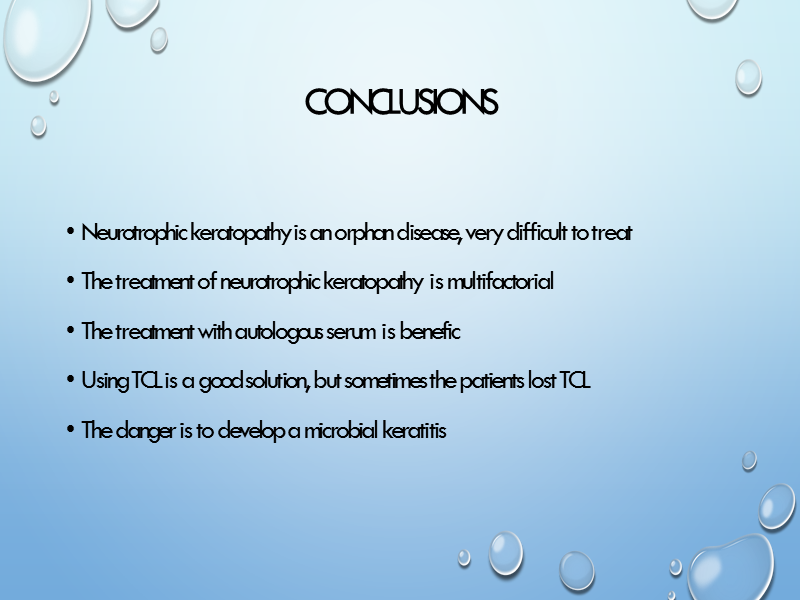 CONCLUSIONS
• Neurotrophic keratopathy is an orphan disease, very difficult to treat
• The treatment of neurotrophic keratopathy is multifactorial
• The treatment with autologous serum is benefic
• Using TCL is a good solution, but sometimes the patients lost TCL
• The danger is to develop a microbial keratitis